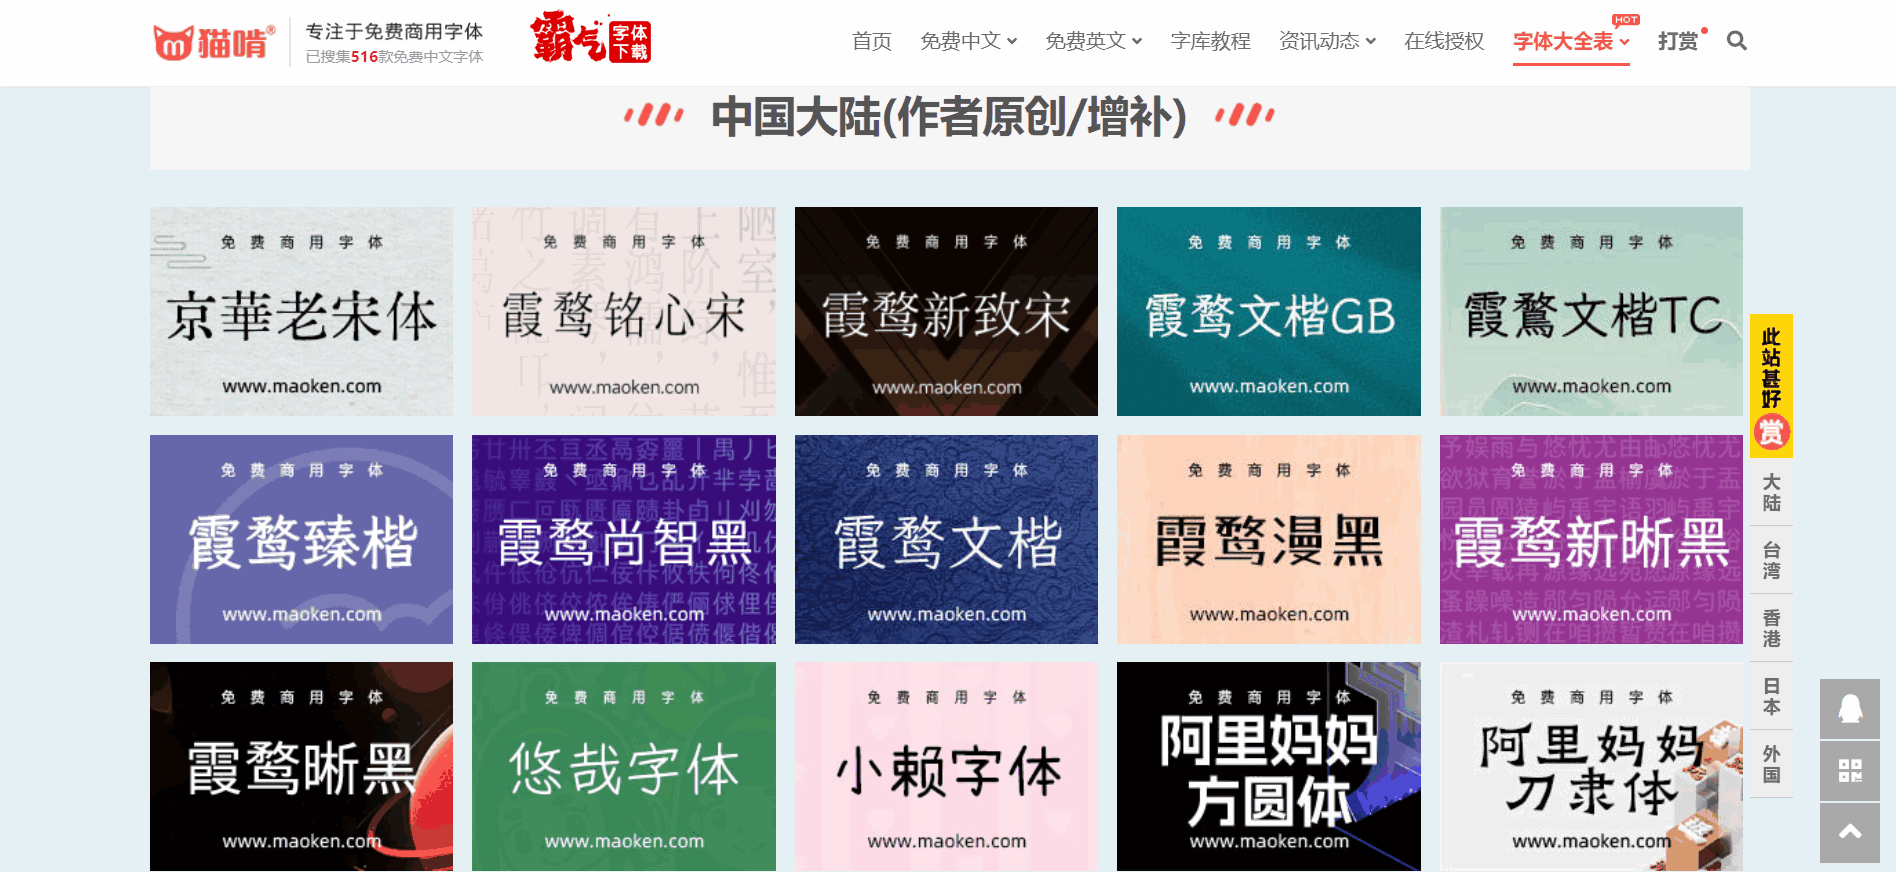 猫啃®
专注于免费商用字体
已搜集516款免费中文字体
霸气字体下载
首页 免费中文 免费英文 字库教程 资讯动态 在线授权 字体大全表 HOT 打赏
中国大陆(作者原创/增补)
免费商用字体
京華老宋体
www.maoken.com
免费商用字体
霞鹜铭心宋
www.maoken.com
免费商用字体
霞鹜新致宋
www.maoken.com
免费商用字体
霞鹜文楷GB
www.maoken.com
免费商用字体
霞鶩文楷TC
www.maoken.com
免费商用字体
霞鹜臻楷
www.maoken.com
免费商用字体
霞鹜尚智黑
www.maoken.com
免费商用字体
霞鹜文楷
www.maoken.com
免费商用字体
霞鹜漫黑
www.maoken.com
免费商用字体
霞鹜新晰黑
www.maoken.com
免费商用字体
霞鹜晰黑
www.maoken.com
免费商用字体
悠哉字体
www.maoken.com
免费商用字体
小赖字体
www.maoken.com
免费商用字体
阿里妈妈
方圆体
www.maoken.com
免费商用字体
阿里妈妈
刀隶体
www.maoken.com
此站甚好
赏
大陆
台湾
香港
日本
外国